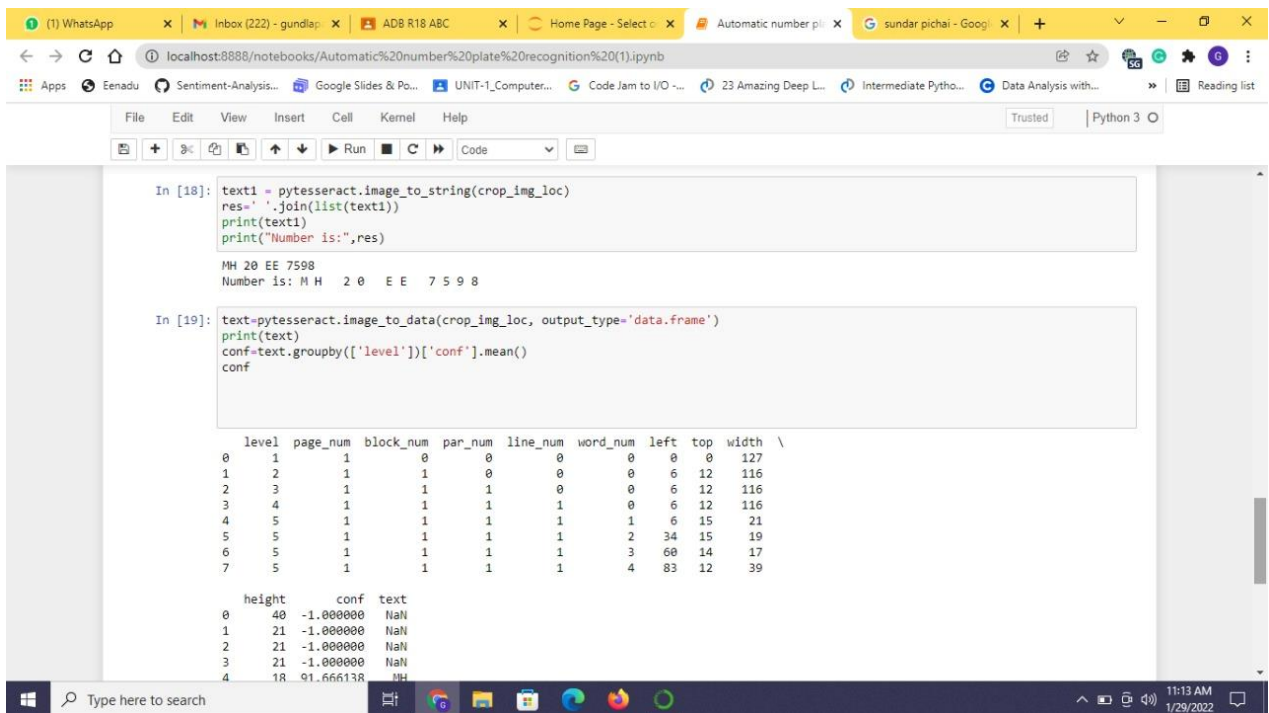 (1) WhatsApp
Inbox (222) - gundlap
ADB R18 ABC
Home Page - Select o
Automatic number pl
sundar pichai - Googl
localhost:8888/notebooks/Automatic%20number%20plate%20recognition%20(1).ipynb
Apps Eenadu Sentiment-Analysis... Google Slides & Po... UNIT-1_Computer... Code Jam to I/O -... 23 Amazing Deep L... Intermediate Pytho... Data Analysis with... » Reading list
File Edit View Insert Cell Kernel Help Trusted Python 3
Run Code
In [18]: text1 = pytesseract.image_to_string(crop_img_loc)
res=' '.join(list(text1))
print(text1)
print("Number is:",res)
MH 20 EE 7598
Number is: M H   2 0   E E   7 5 9 8
In [19]: text=pytesseract.image_to_data(crop_img_loc, output_type='data.frame')
print(text)
conf=text.groupby(['level'])['conf'].mean()
conf
level page_num block_num par_num line_num word_num left top width \
0 1 1 0 0 0 0 0 0 127
1 2 1 1 0 0 0 6 12 116
2 3 1 1 1 0 0 6 12 116
3 4 1 1 1 1 0 6 12 116
4 5 1 1 1 1 1 6 15 21
5 5 1 1 1 1 2 34 15 19
6 5 1 1 1 1 3 60 14 17
7 5 1 1 1 1 4 83 12 39
height conf text
0 40 -1.000000 NaN
1 21 -1.000000 NaN
2 21 -1.000000 NaN
3 21 -1.000000 NaN
4 18 91.666138 MH
Type here to search
11:13 AM
1/29/2022